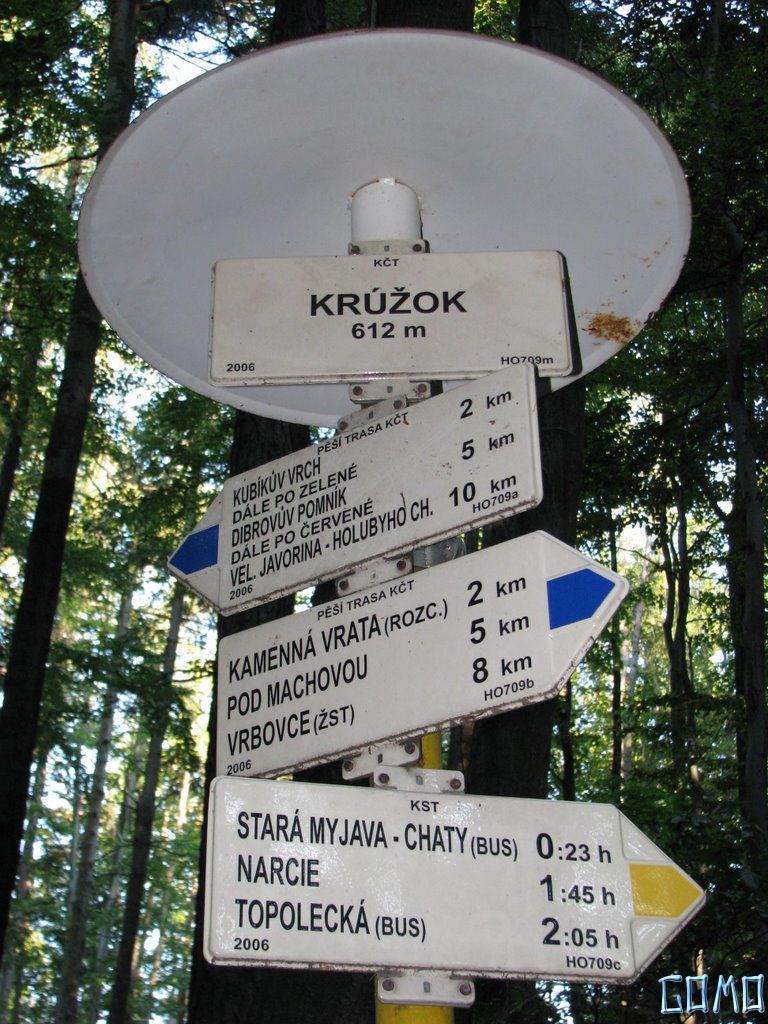 KČT
KRÚŽOK
612 m
2006 HO709m
PĚŠÍ TRASA KČT
KUBÍKŮV VRCH 2 km
DÁLE PO ZELENÉ
DIBROVŮV POMNÍK 5 km
DÁLE PO ČERVENÉ
VEL. JAVORINA - HOLUBYHO CH. 10 km
2006 HO709a
PĚŠÍ TRASA KČT
KAMENNÁ VRATA (ROZC.) 2 km
POD MACHOVOU 5 km
VRBOVCE (ŽST) 8 km
2006 HO709b
KST
STARÁ MYJAVA - CHATY (BUS) 0:23 h
NARCIE 1:45 h
TOPOLECKÁ (BUS) 2:05 h
2006 HO709c
GOMO